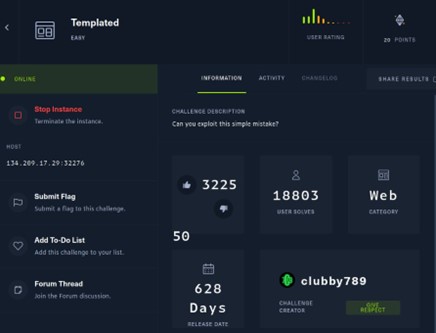 Templated
EASY
USER RATING
20 POINTS
ONLINE
INFORMATION
ACTIVITY
CHANGELOG
SHARE RESULTS
Stop Instance
Terminate the instance.
HOST
134.209.17.29:32276
Submit Flag
Submit a flag to this challenge.
Add To-Do List
Add this challenge to your list.
Forum Thread
Join the Forum discussion.
CHALLENGE DESCRIPTION
Can you exploit this simple mistake?
3225
50
18803
USER SOLVES
Web
CATEGORY
628
Days
RELEASE DATE
clubby789
CHALLENGE
CREATOR
GIVE
RESPECT